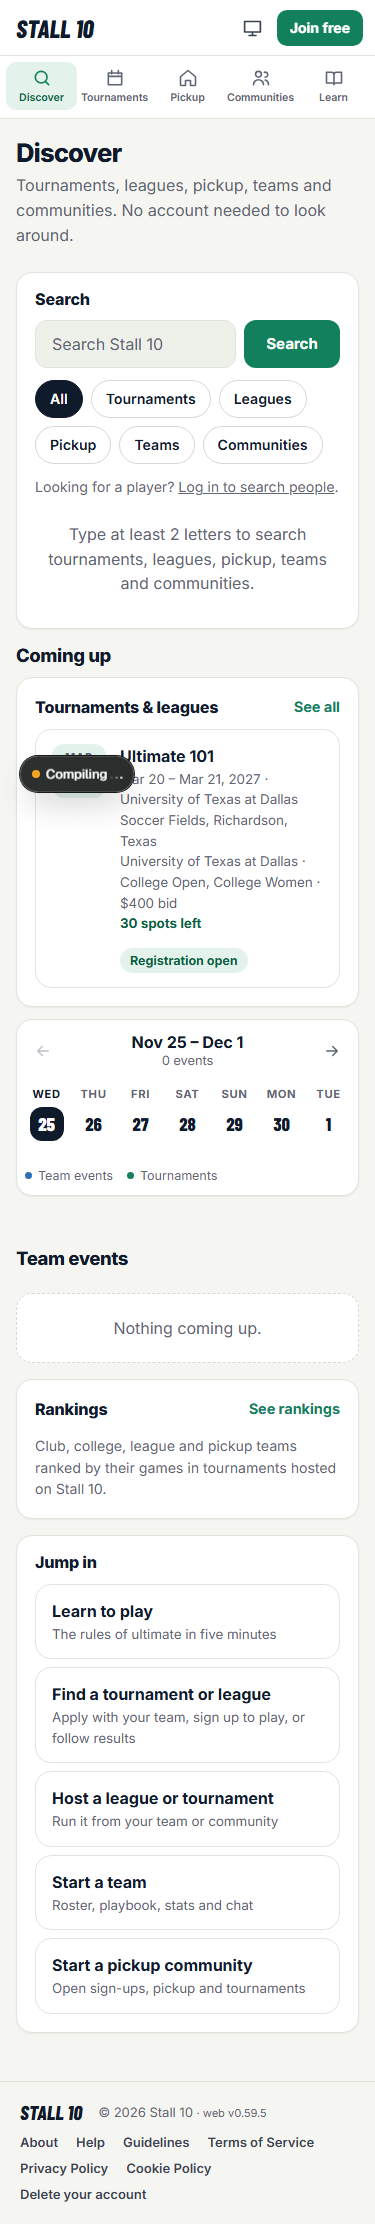 STALL 10
Join free
Discover
Tournaments
Pickup
Communities
Learn
Discover
Tournaments, leagues, pickup, teams and
communities. No account needed to look
around.
Search
Search Stall 10
Search
All
Tournaments
Leagues
Pickup
Teams
Communities
Looking for a player? Log in to search people.
Type at least 2 letters to search
tournaments, leagues, pickup, teams
and communities.
Coming up
Tournaments & leagues
See all
Compiling ...
Ultimate 101
Mar 20 – Mar 21, 2027 ·
University of Texas at Dallas
Soccer Fields, Richardson,
Texas
University of Texas at Dallas ·
College Open, College Women ·
$400 bid
30 spots left
Registration open
Nov 25 – Dec 1
0 events
WED THU FRI SAT SUN MON TUE
25 26 27 28 29 30 1
Team events
Tournaments
Team events
Nothing coming up.
Rankings
See rankings
Club, college, league and pickup teams
ranked by their games in tournaments hosted
on Stall 10.
Jump in
Learn to play
The rules of ultimate in five minutes
Find a tournament or league
Apply with your team, sign up to play, or
follow results
Host a league or tournament
Run it from your team or community
Start a team
Roster, playbook, stats and chat
Start a pickup community
Open sign-ups, pickup and tournaments
STALL 10 © 2026 Stall 10 · web v0.59.5
About Help Guidelines Terms of Service
Privacy Policy Cookie Policy
Delete your account